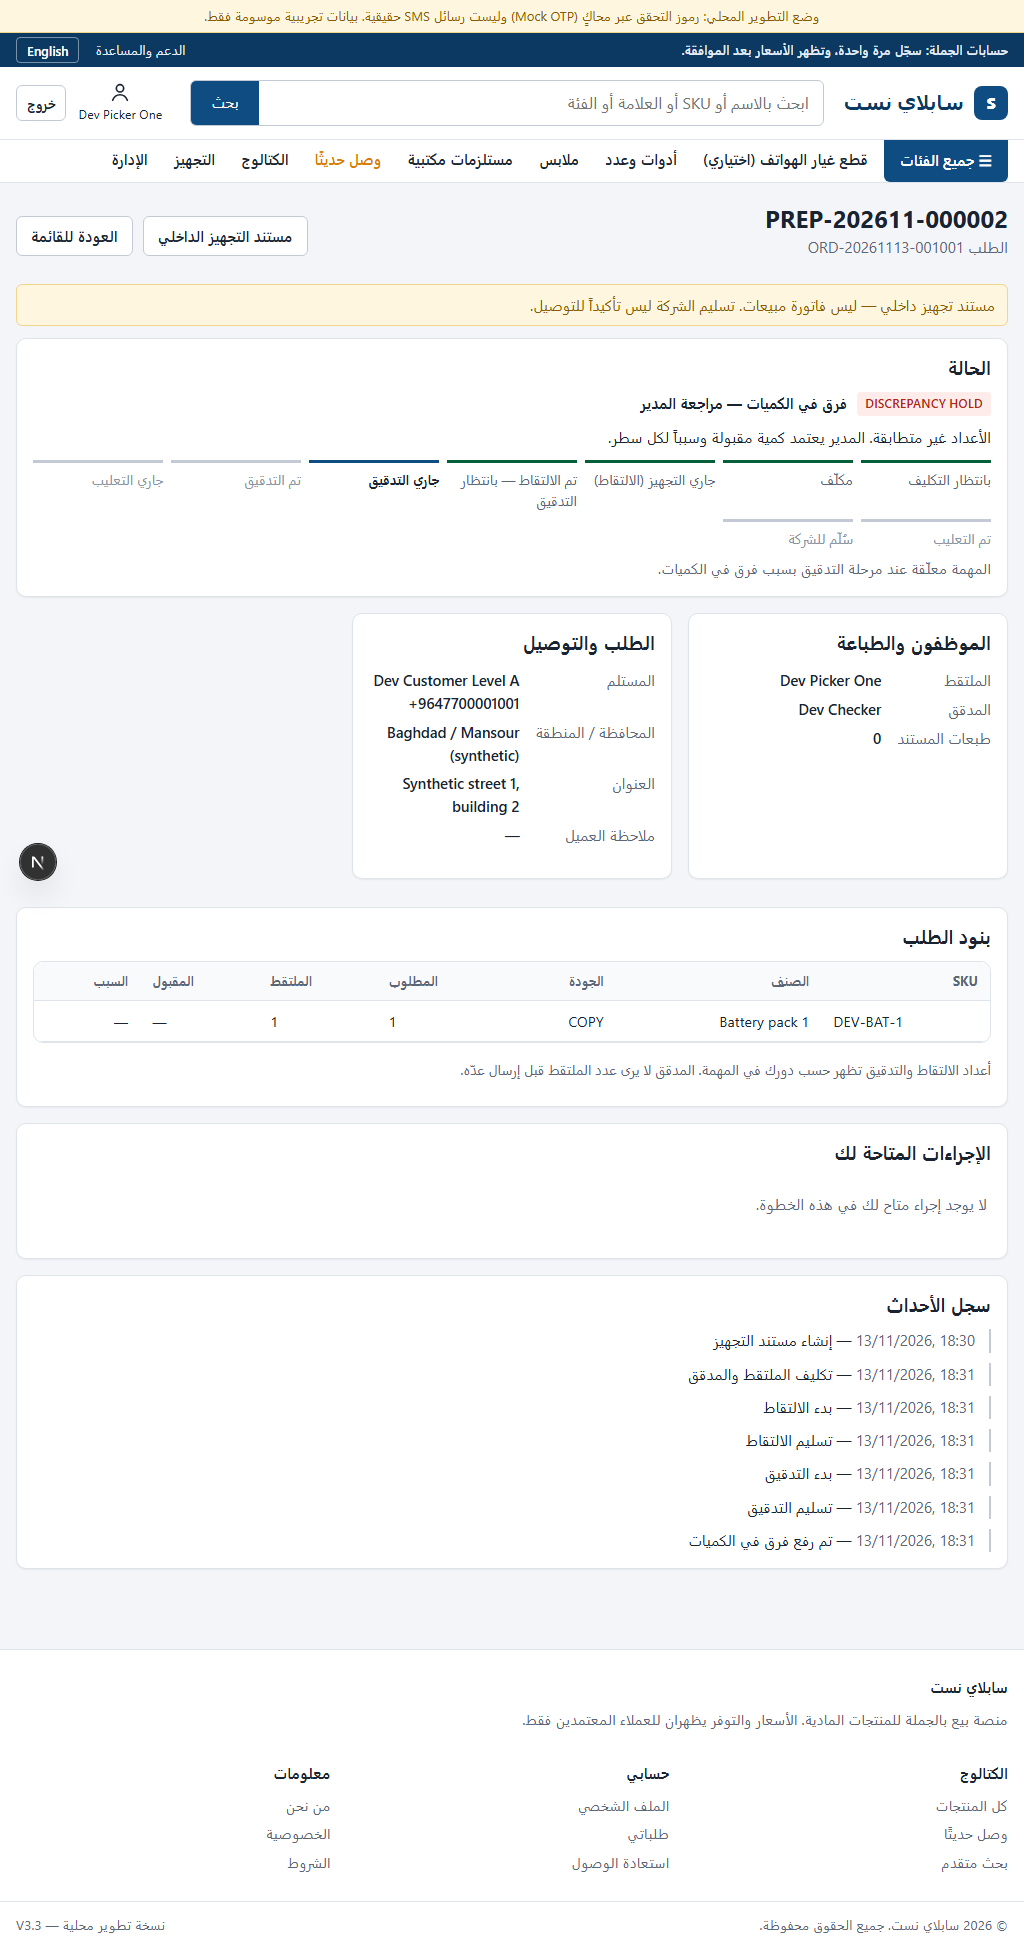 وضع التطوير المحلي: رموز التحقق عبر محاكٍ (Mock OTP) وليست رسائل SMS حقيقية. بيانات تجريبية موسومة فقط.
حسابات الجملة: سجّل مرة واحدة، وتظهر الأسعار بعد الموافقة.
الدعم والمساعدة
English
S
سابلاي نست
ابحث بالاسم أو SKU أو العلامة أو الفئة
بحث
Dev Picker One
خروج
☰ جميع الفئات
قطع غيار الهواتف (اختياري)
أدوات وعدد
ملابس
مستلزمات مكتبية
وصل حديثًا
الكتالوج
التجهيز
الإدارة
PREP-202611-000002
الطلب ORD-20261113-001001
مستند التجهيز الداخلي
العودة للقائمة
مستند تجهيز داخلي — ليس فاتورة مبيعات. تسليم الشركة ليس تأكيداً للتوصيل.
الحالة
DISCREPANCY HOLD
فرق في الكميات — مراجعة المدير
الأعداد غير متطابقة. المدير يعتمد كمية مقبولة وسبباً لكل سطر.
بانتظار التكليف
مكلّف
جاري التجهيز (الالتقاط)
تم الالتقاط — بانتظار التدقيق
جاري التدقيق
تم التدقيق
جاري التعليب
تم التعليب
سُلّم للشركة
المهمة معلّقة عند مرحلة التدقيق بسبب فرق في الكميات.
الموظفون والطباعة
الملتقط Dev Picker One
المدقق Dev Checker
طبعات المستند 0
الطلب والتوصيل
المستلم Dev Customer Level A
+9647700001001
المحافظة / المنطقة Baghdad / Mansour
(synthetic)
العنوان Synthetic street 1,
building 2
ملاحظة العميل —
N
بنود الطلب
SKU الصنف الجودة المطلوب الملتقط المقبول السبب
DEV-BAT-1 Battery pack 1 COPY 1 1 — —
أعداد الالتقاط والتدقيق تظهر حسب دورك في المهمة. المدقق لا يرى عدد الملتقط قبل إرسال عدّه.
الإجراءات المتاحة لك
لا يوجد إجراء متاح لك في هذه الخطوة.
سجل الأحداث
13/11/2026, 18:30 — إنشاء مستند التجهيز
13/11/2026, 18:31 — تكليف الملتقط والمدقق
13/11/2026, 18:31 — بدء الالتقاط
13/11/2026, 18:31 — تسليم الالتقاط
13/11/2026, 18:31 — بدء التدقيق
13/11/2026, 18:31 — تسليم التدقيق
13/11/2026, 18:31 — تم رفع فرق في الكميات
سابلاي نست
منصة بيع بالجملة للمنتجات المادية. الأسعار والتوفر يظهران للعملاء المعتمدين فقط.
الكتالوج
كل المنتجات
وصل حديثًا
بحث متقدم
حسابي
الملف الشخصي
طلباتي
استعادة الوصول
معلومات
من نحن
الخصوصية
الشروط
© 2026 سابلاي نست. جميع الحقوق محفوظة.
نسخة تطوير محلية — V3.3